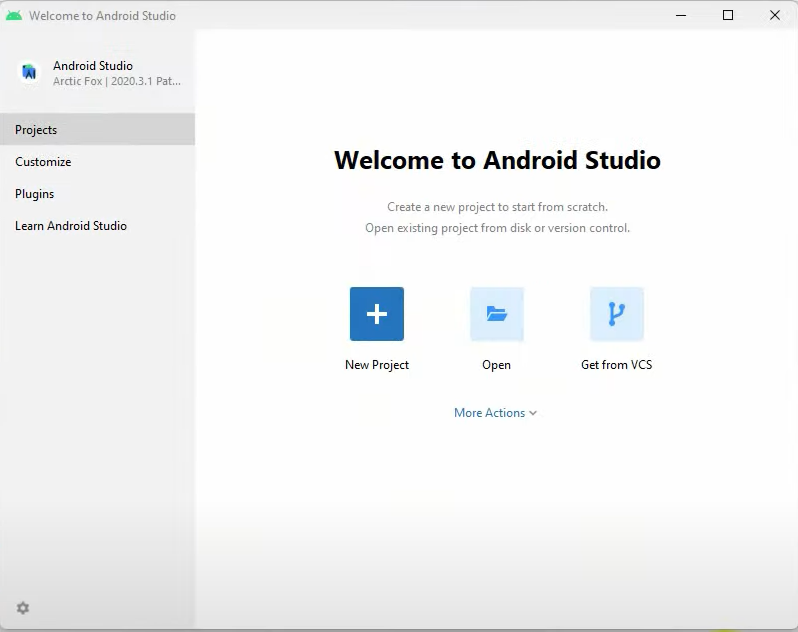 Welcome to Android Studio
Android Studio
Arctic Fox | 2020.3.1 Pat...
Projects
Customize
Plugins
Learn Android Studio
Welcome to Android Studio
Create a new project to start from scratch.
Open existing project from disk or version control.
New Project
Open
Get from VCS
More Actions